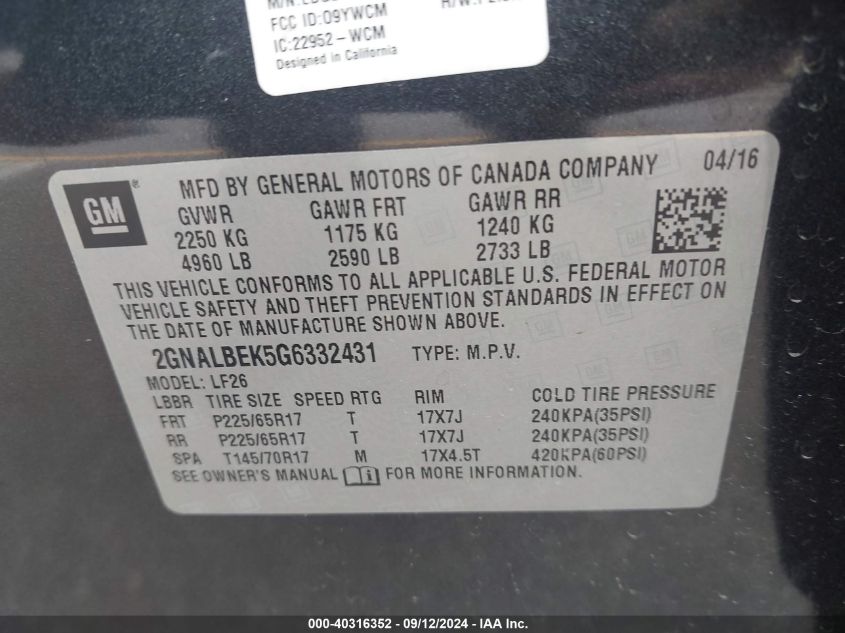 FCC ID:O9YWCM
IC:22952-WCM
Designed in California
GM ®
MFD BY GENERAL MOTORS OF CANADA COMPANY 04/16
GVWR GAWR FRT GAWR RR
2250 KG 1175 KG 1240 KG
4960 LB 2590 LB 2733 LB
THIS VEHICLE CONFORMS TO ALL APPLICABLE U.S. FEDERAL MOTOR
VEHICLE SAFETY AND THEFT PREVENTION STANDARDS IN EFFECT ON
THE DATE OF MANUFACTURE SHOWN ABOVE.
2GNALBEK5G6332431 TYPE: M.P.V.
MODEL: LF26
LBBR TIRE SIZE SPEED RTG RIM COLD TIRE PRESSURE
FRT P225/65R17 T 17X7J 240KPA(35PSI)
RR P225/65R17 T 17X7J 240KPA(35PSI)
SPA T145/70R17 M 17X4.5T 420KPA(60PSI)
SEE OWNER'S MANUAL FOR MORE INFORMATION.
000-40316352 - 09/12/2024 - IAA Inc.